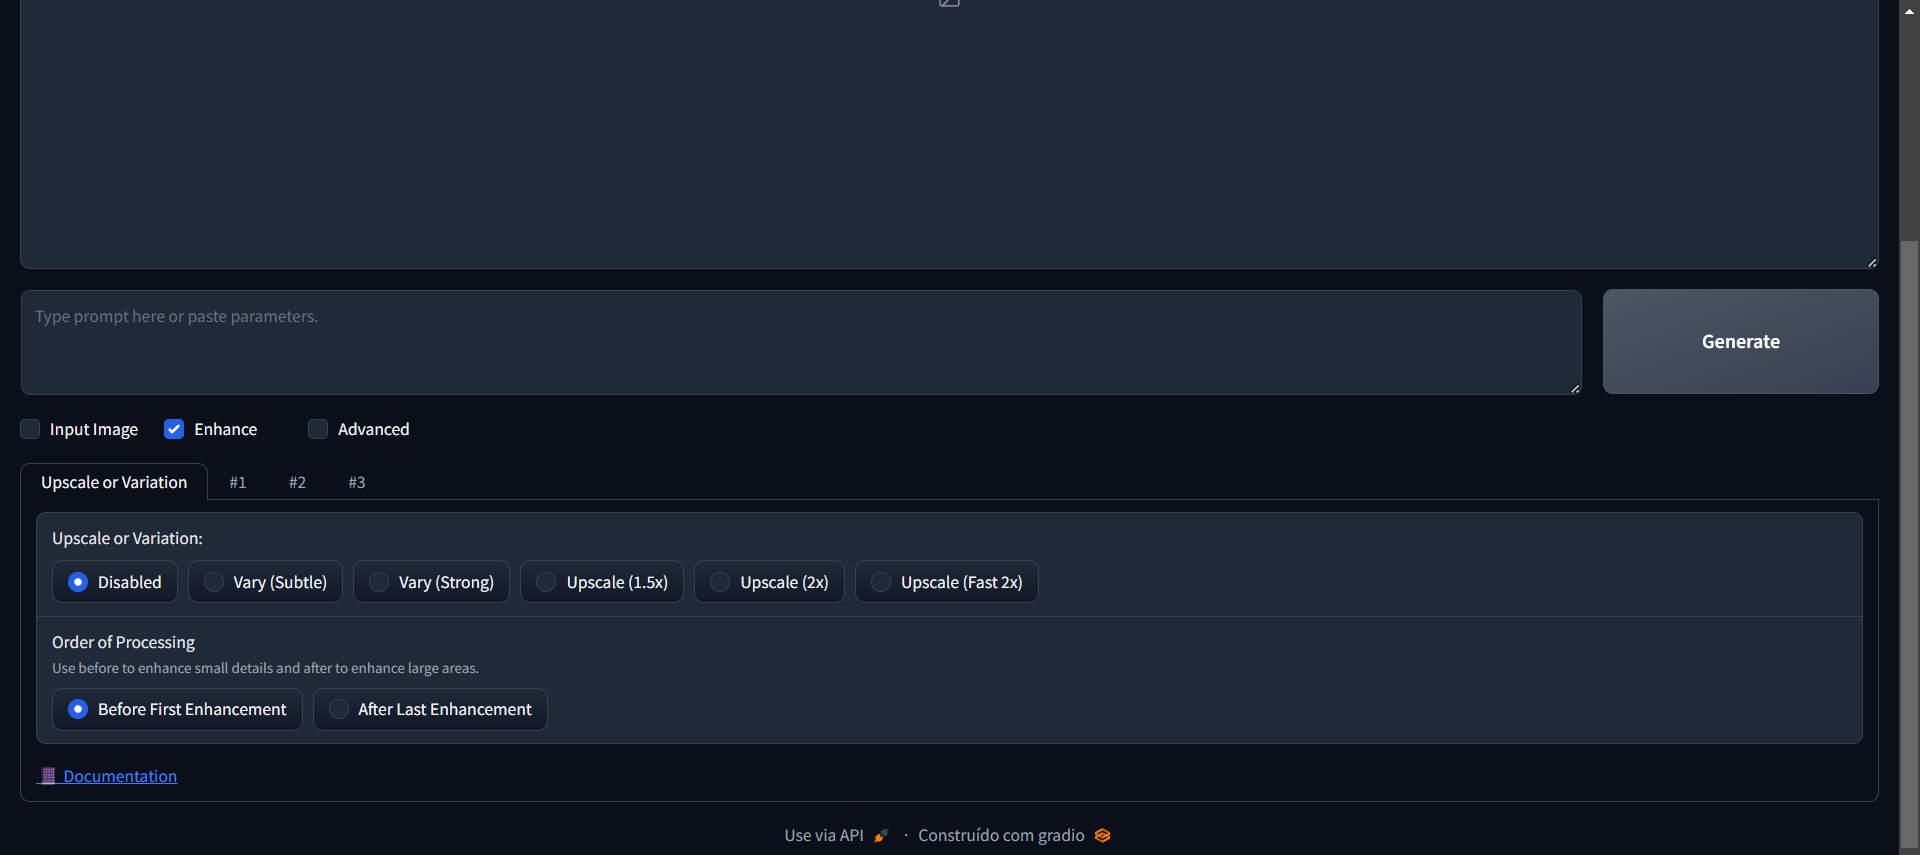 Type prompt here or paste parameters.
Generate
Input Image Enhance Advanced
Upscale or Variation #1 #2 #3
Upscale or Variation:
Disabled Vary (Subtle) Vary (Strong) Upscale (1.5x) Upscale (2x) Upscale (Fast 2x)
Order of Processing
Use before to enhance small details and after to enhance large areas.
Before First Enhancement After Last Enhancement
Documentation
Use via API · Construído com gradio